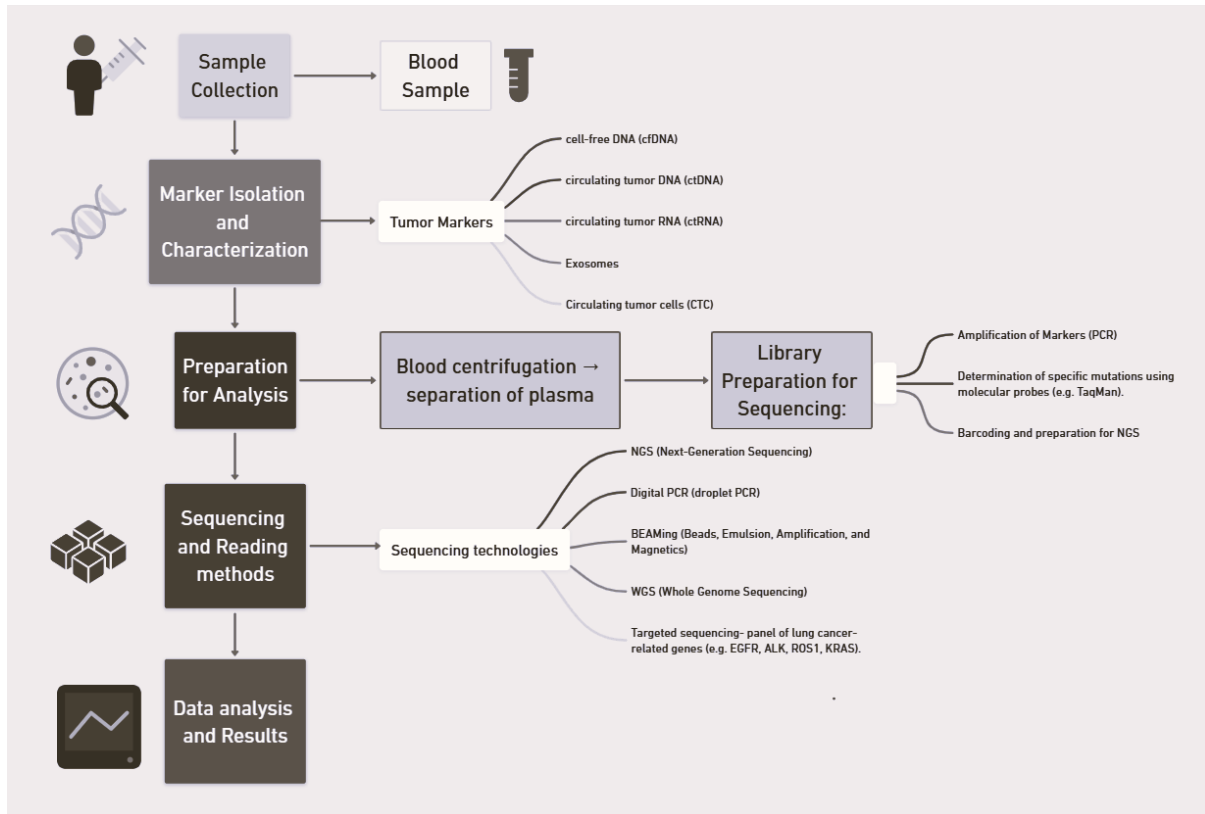 Sample
Collection
Blood
Sample
Marker Isolation
and
Characterization
Tumor Markers
cell-free DNA (cfDNA)
circulating tumor DNA (ctDNA)
circulating tumor RNA (ctRNA)
Exosomes
Circulating tumor cells (CTC)
Preparation
for Analysis
Blood centrifugation →
separation of plasma
Library
Preparation for
Sequencing:
Amplification of Markers (PCR)
Determination of specific mutations using
molecular probes (e.g. TaqMan).
Barcoding and preparation for NGS
Sequencing
and Reading
methods
Sequencing technologies
NGS (Next-Generation Sequencing)
Digital PCR (droplet PCR)
BEAMing (Beads, Emulsion, Amplification, and
Magnetics)
WGS (Whole Genome Sequencing)
Targeted sequencing- panel of lung cancer-
related genes (e.g. EGFR, ALK, ROS1, KRAS).
Data analysis
and Results